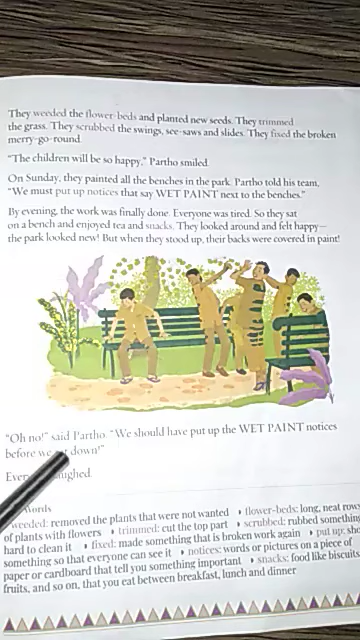 They weeded the flower-beds and planted new seeds. They trimmed
the grass. They scrubbed the swings, see-saws and slides. They fixed the broken
merry-go-round.
"The children will be so happy," Partho smiled.
On Sunday, they painted all the benches in the park. Partho told his team,
"We must put up notices that say WET PAINT next to the benches."
By evening, the work was finally done. Everyone was tired. So they sat
on a bench and enjoyed tea and snacks. They looked around and felt happy—
the park looked new! But when they stood up, their backs were covered in paint!
"Oh no!" said Partho. "We should have put up the WET PAINT notices
before we down!"
laughed.
Words
weeded: removed the plants that were not wanted • flower-beds: long, neat rows
of plants with flowers • trimmed: cut the top part • scrubbed: rubbed something
hard to clean it • fixed: made something that is broken work again • put up:
something so that everyone can see it • notices: words or pictures on a piece of
paper or cardboard that tell you something important • snacks: food like biscuits
fruits, and so on, that you eat between breakfast, lunch and dinner